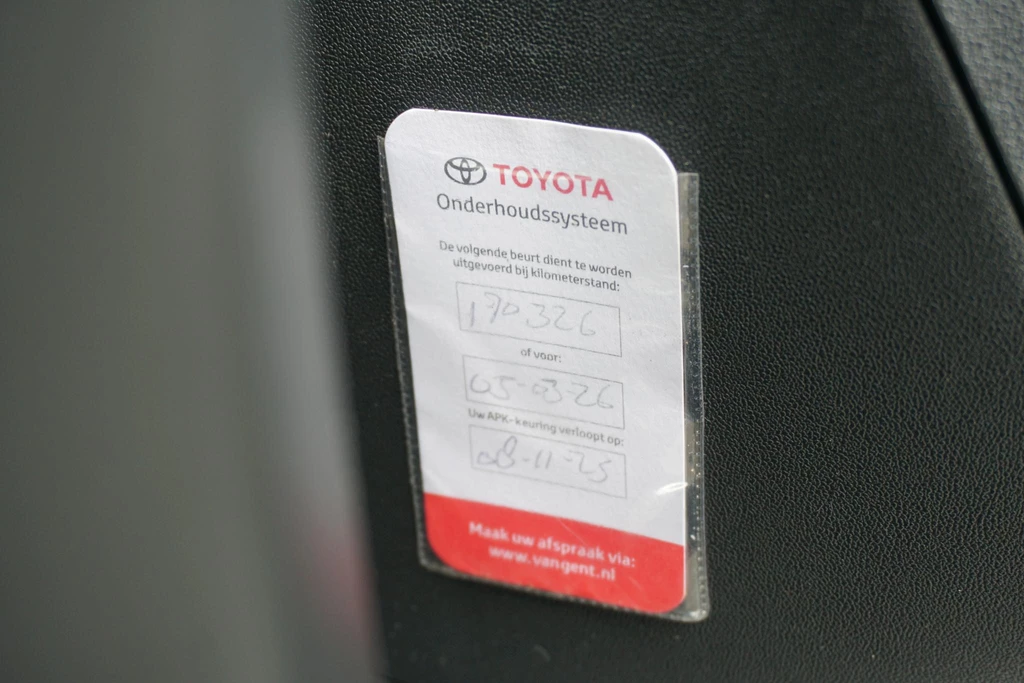 TOYOTA
Onderhoudssysteem
De volgende beurt dient te worden
uitgevoerd bij kilometerstand:
170326
of voor:
05-03-26
Uw APK-keuring verloopt op:
08-11-25
Maak uw afspraak via:
www.vangent.nl